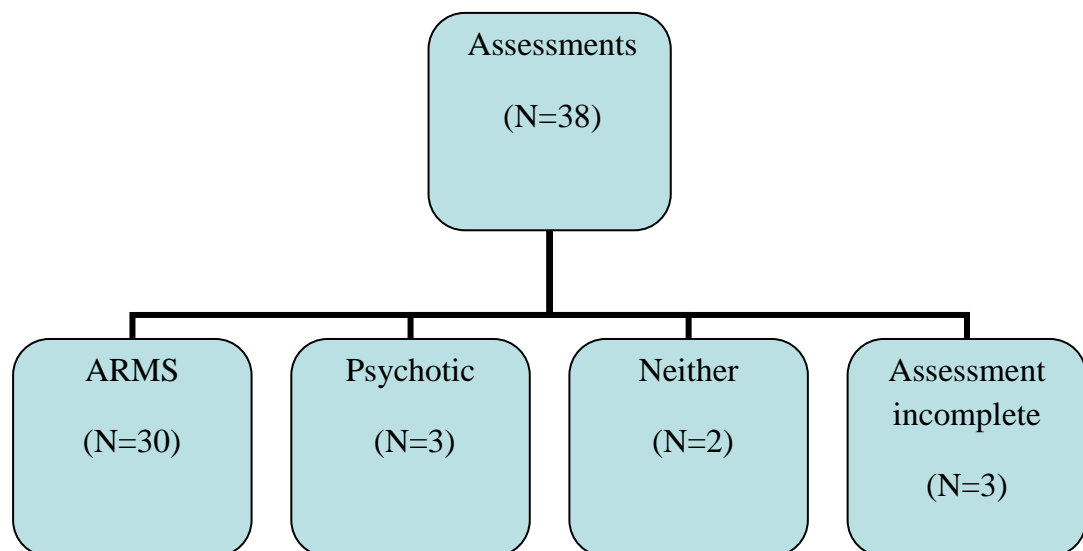 Assessments
(N=38)
ARMS
(N=30)
Psychotic
(N=3)
Neither
(N=2)
Assessment
incomplete
(N=3)